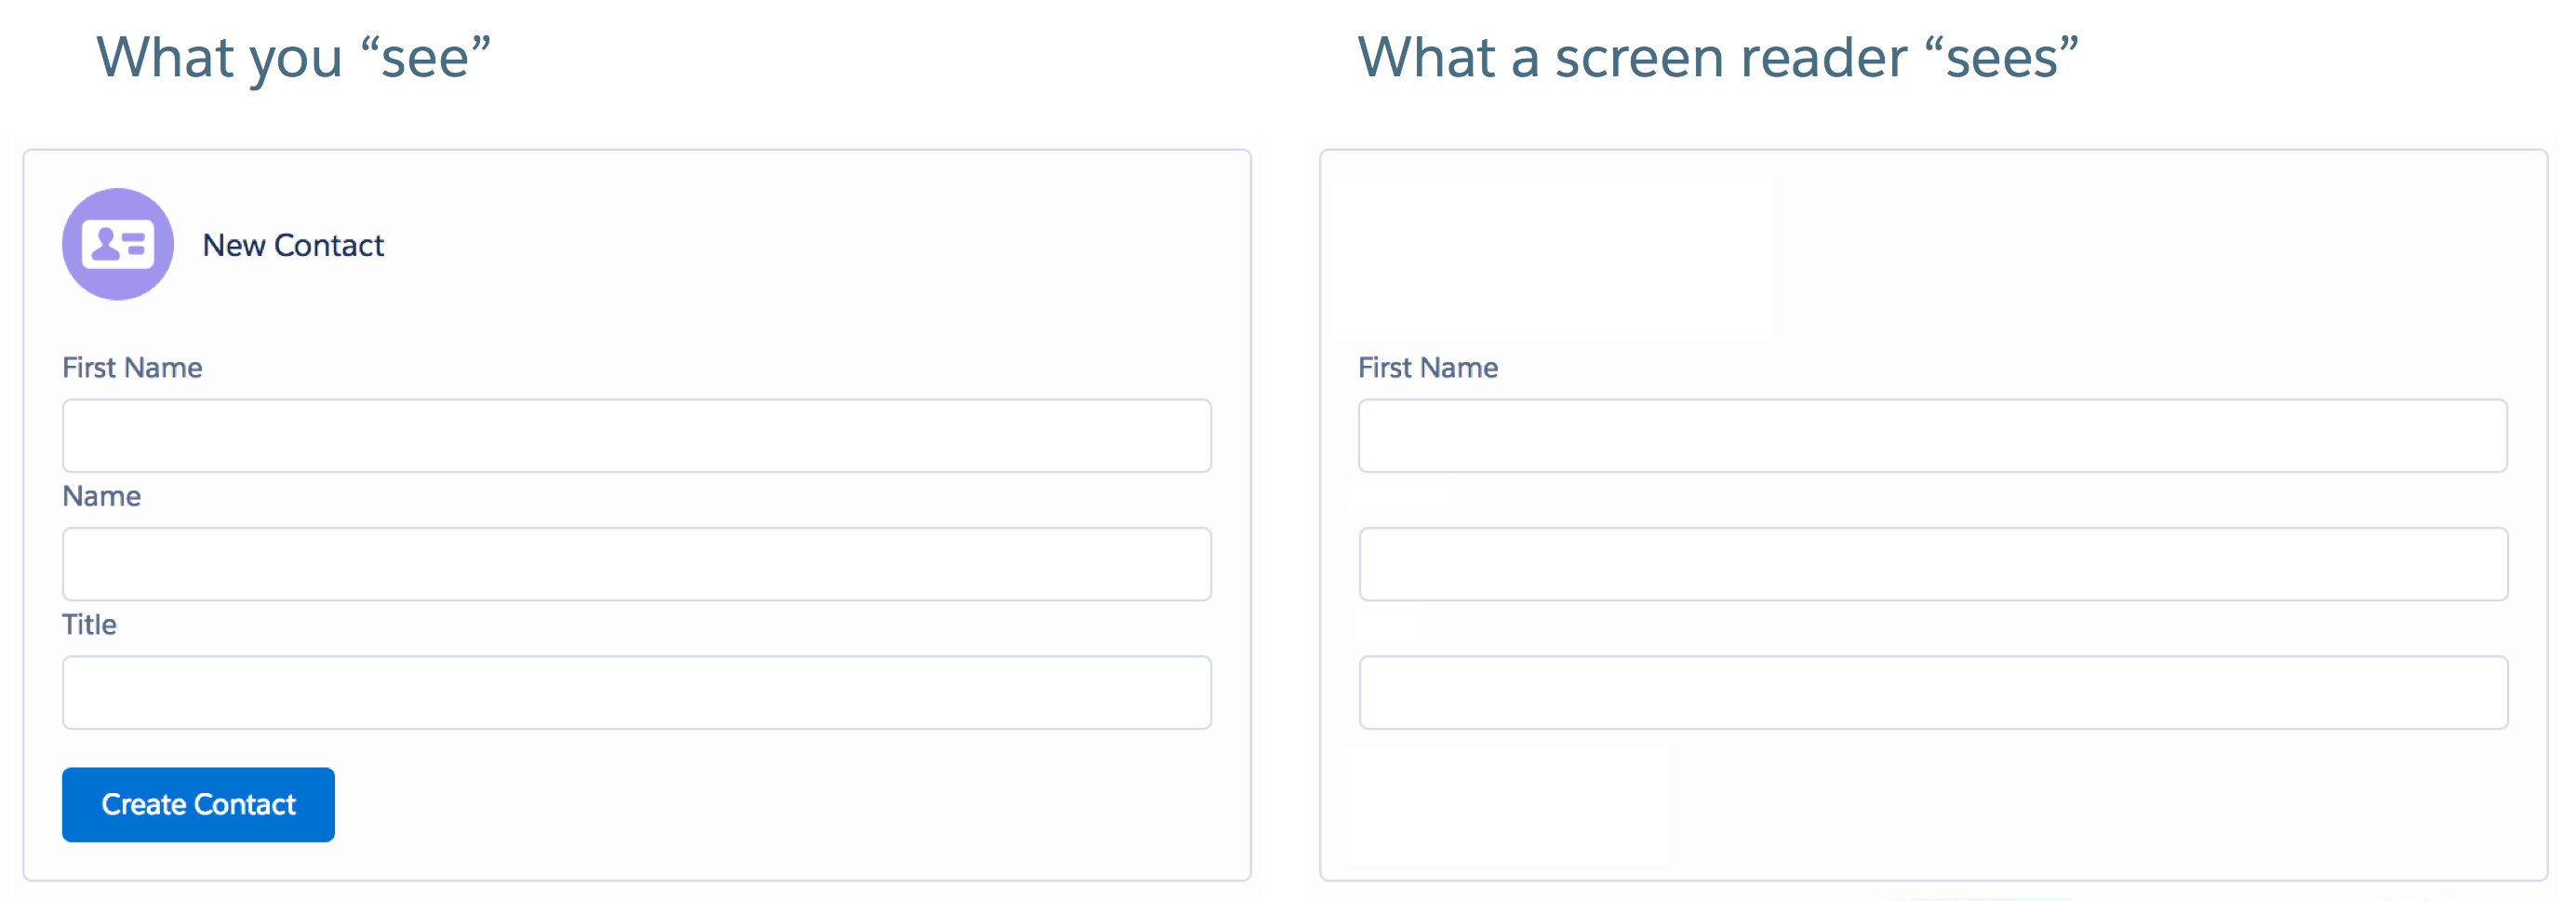 What you “see”
New Contact
First Name
Name
Title
Create Contact
What a screen reader “sees”
First Name